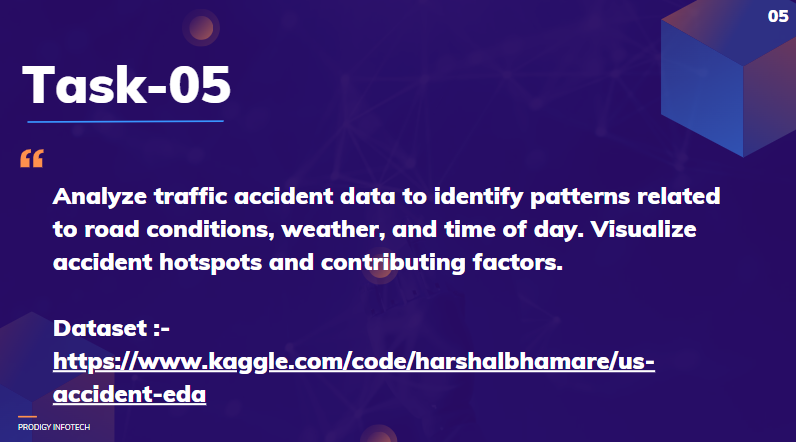 05
Task-05
“
Analyze traffic accident data to identify patterns related
to road conditions, weather, and time of day. Visualize
accident hotspots and contributing factors.
Dataset :-
https://www.kaggle.com/code/harshalbhamare/us-
accident-eda
PRODIGY INFOTECH